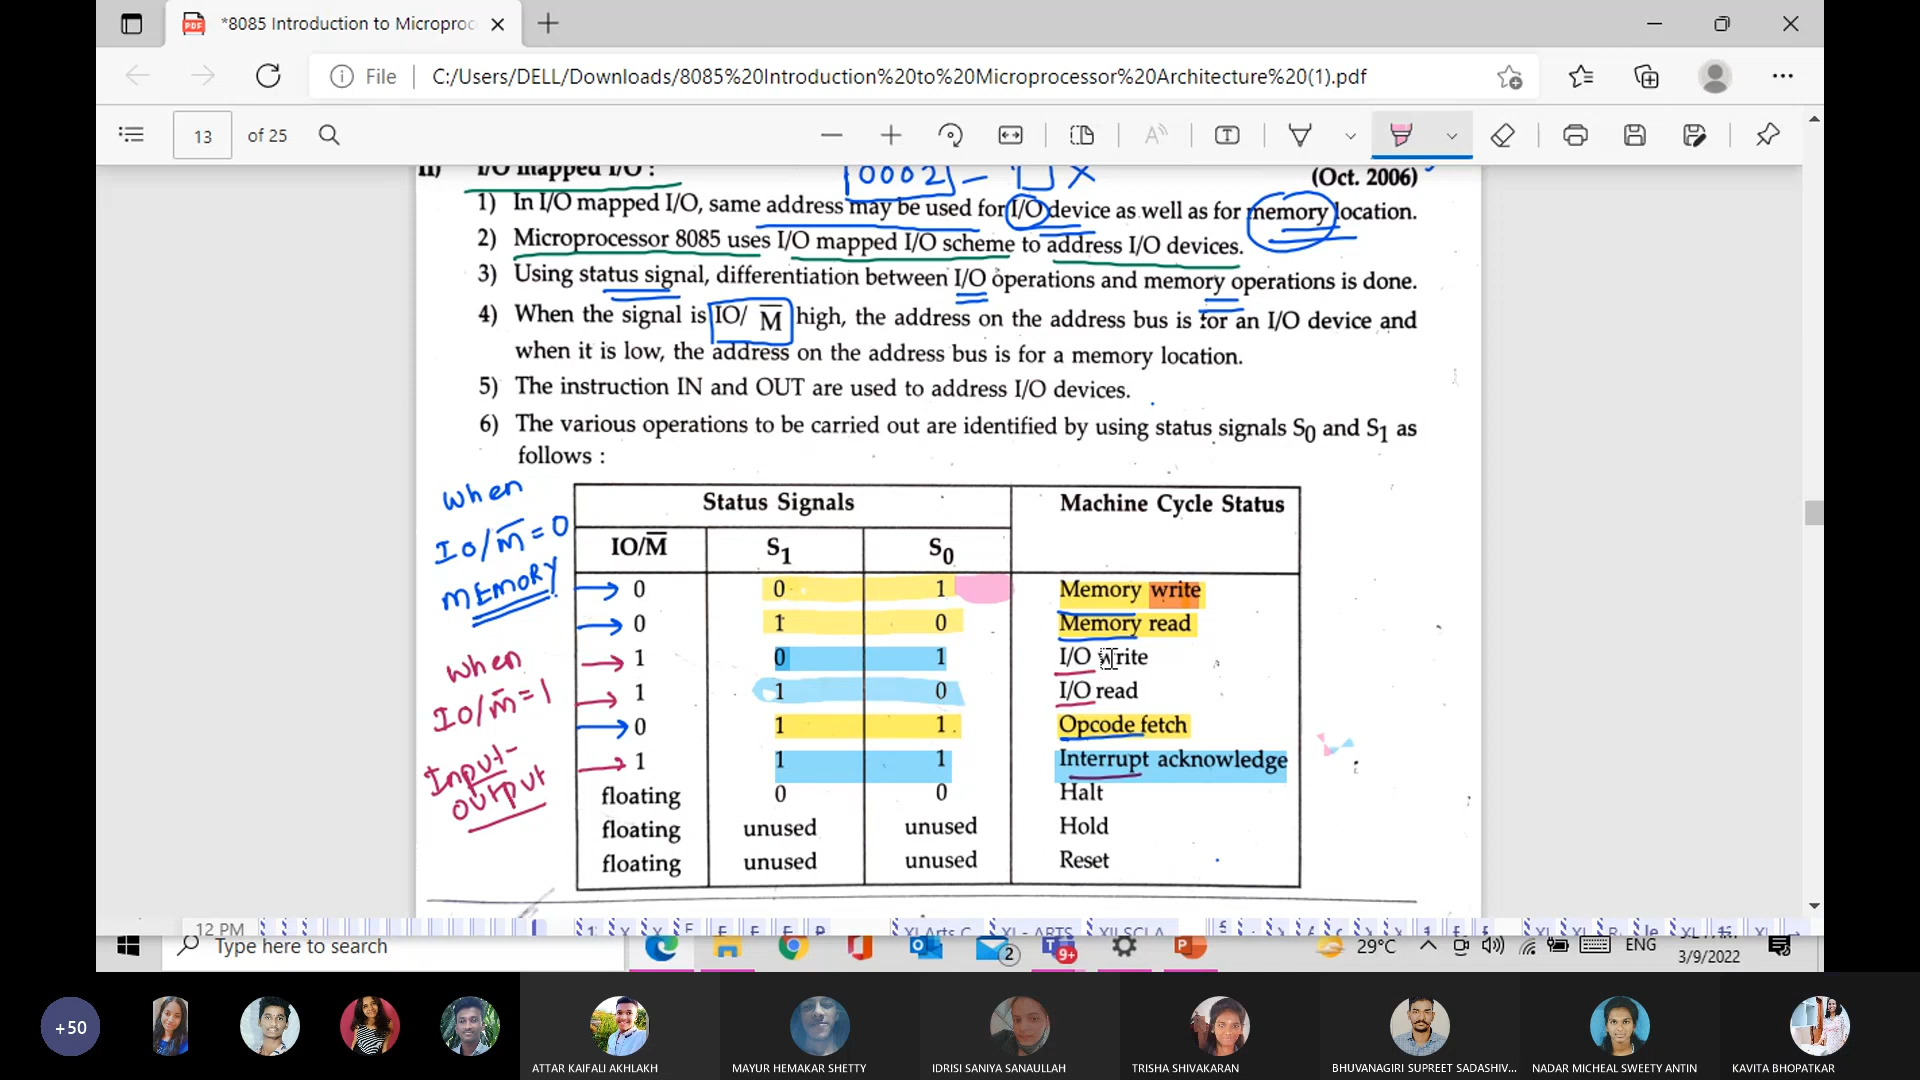 *8085 Introduction to Microproc
File
C:/Users/DELL/Downloads/8085%20Introduction%20to%20Microprocessor%20Architecture%20(1).pdf
13 of 25
II) I/O mapped I/O : [0002] - X (Oct. 2006)
1) In I/O mapped I/O, same address may be used for I/O device as well as for memory location.
2) Microprocessor 8085 uses I/O mapped I/O scheme to address I/O devices.
3) Using status signal, differentiation between I/O operations and memory operations is done.
4) When the signal is IO/ M̅ high, the address on the address bus is for an I/O device and
when it is low, the address on the address bus is for a memory location.
5) The instruction IN and OUT are used to address I/O devices.
6) The various operations to be carried out are identified by using status signals S0 and S1 as
follows :
when
IO/M̅=0
MEMORY
when
IO/M̅=1
Input-
output
Status Signals Machine Cycle Status
IO/M̅ S1 S0
0 0 1 Memory write
0 1 0 Memory read
1 0 1 I/O write
1 1 0 I/O read
0 1 1 Opcode fetch
1 1 1 Interrupt acknowledge
floating 0 0 Halt
floating unused unused Hold
floating unused unused Reset
12 PM
Type here to search
2
9+
29°C
ENG
3/9/2022
+50
ATTAR KAIFALI AKHLAKH
MAYUR HEMAKAR SHETTY
IDRISI SANIYA SANAULLAH
TRISHA SHIVAKARAN
BHUVANAGIRI SUPREET SADASHIV...
NADAR MICHEAL SWEETY ANTIN
KAVITA BHOPATKAR